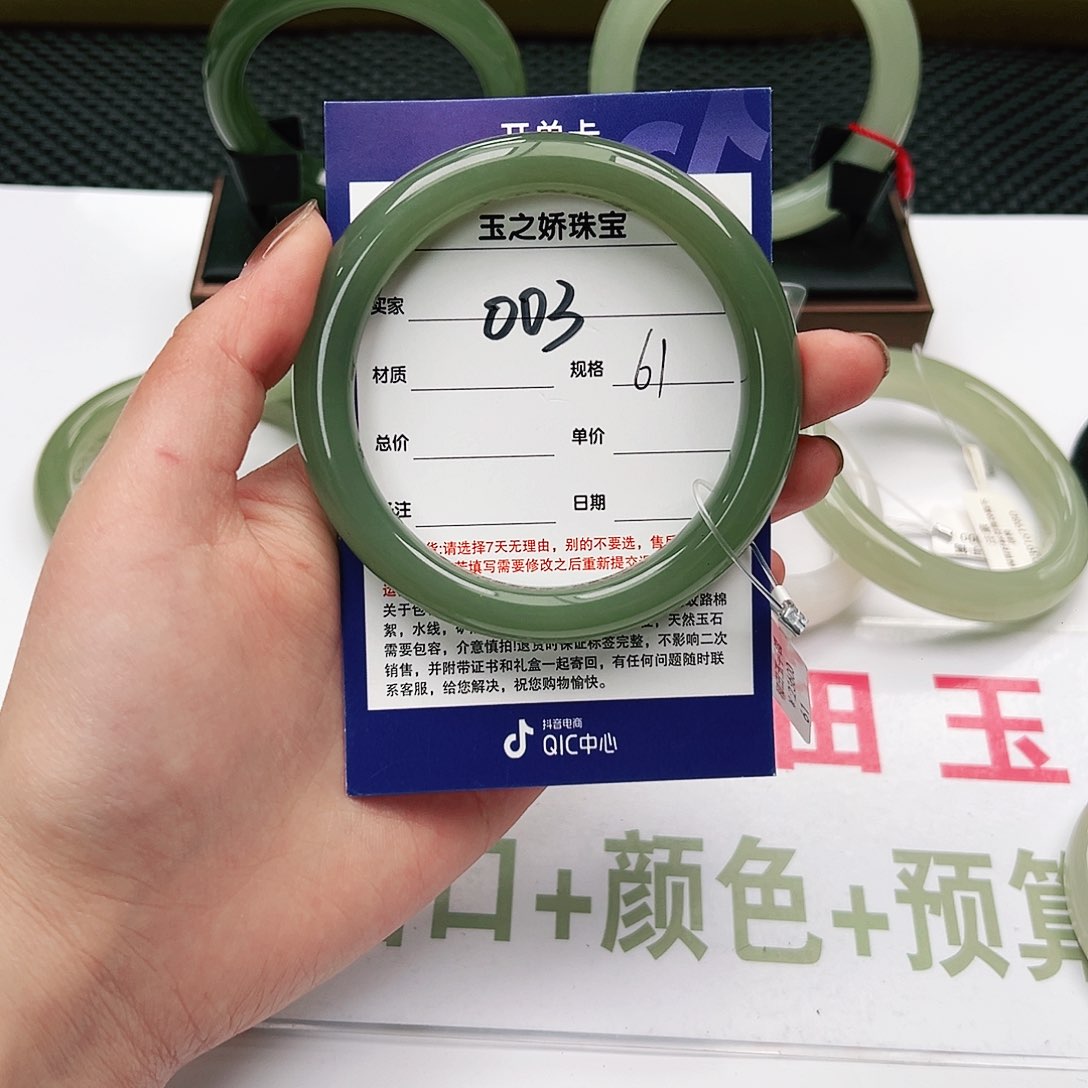 开单卡
玉之娇珠宝
买家 003
材质 规格 61
总价 单价
注 日期
货:请选择7天无理由，别的不要选，售后
填写需要修改之后重新提交
运
关于包 纹路棉
絮，水线，矿 天然玉石
需要包容，介意慎拍!退货时保证标签完整，不影响二次
销售，并附带证书和礼盒一起寄回，有任何问题随时联
系客服，给您解决，祝您购物愉快。
抖音电商
QIC中心
61
田玉
口+颜色+预算